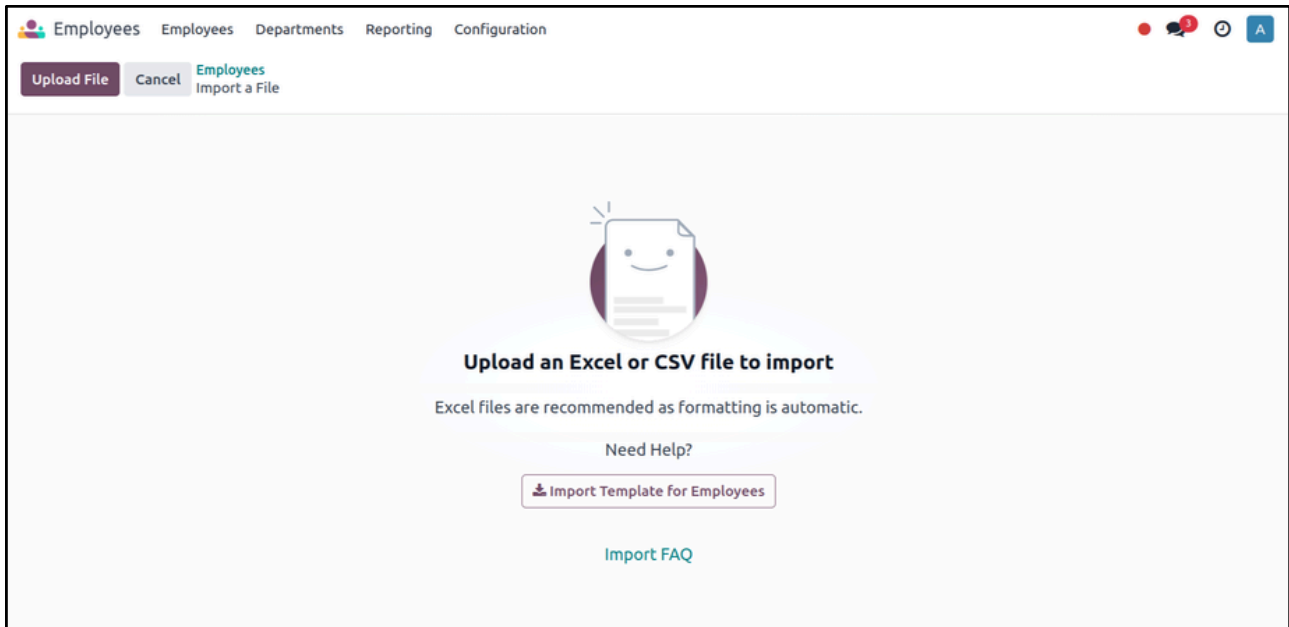 Employees Employees Departments Reporting Configuration 3 A
Upload File Cancel Employees
Import a File
Upload an Excel or CSV file to import
Excel files are recommended as formatting is automatic.
Need Help?
Import Template for Employees
Import FAQ